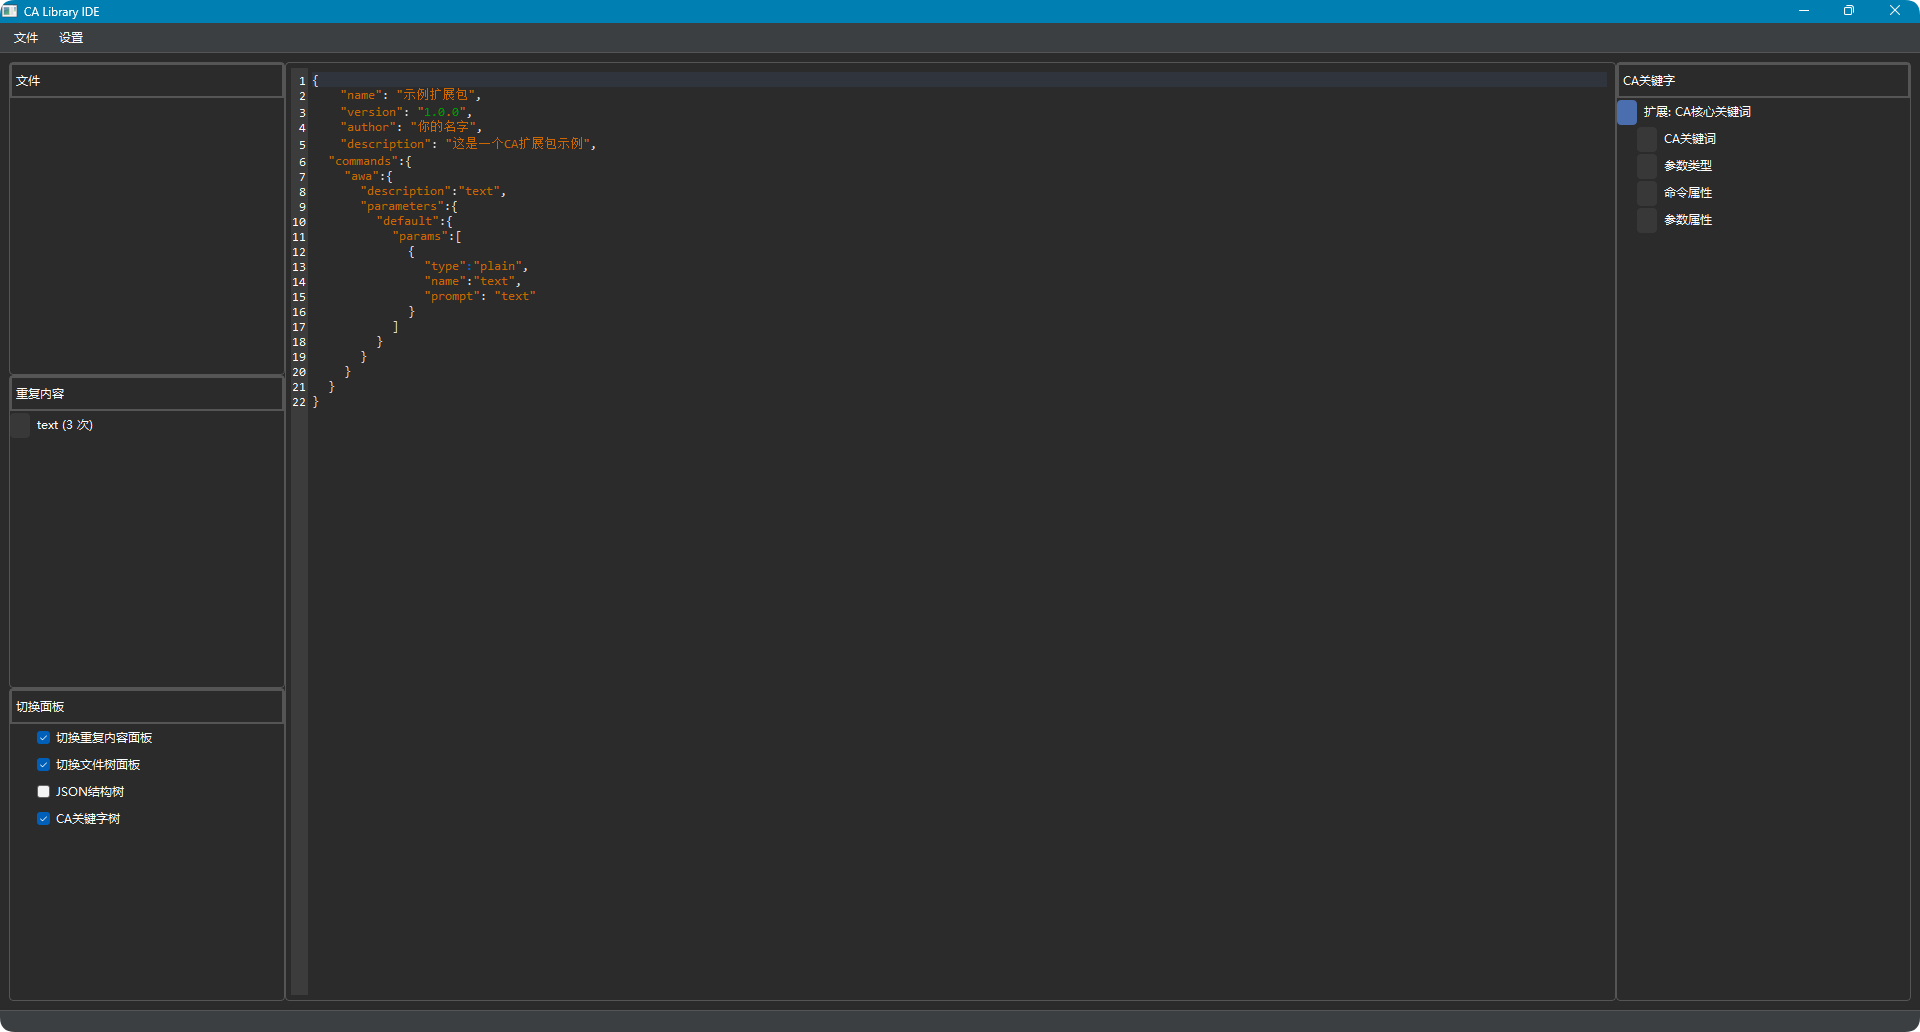 CA Library IDE
文件 设置
文件
重复内容
text (3 次)
切换面板
切换重复内容面板
切换文件树面板
JSON结构树
CA关键字树
1 {
2 "name": "示例扩展包",
3 "version": "1.0.0",
4 "author": "你的名字",
5 "description": "这是一个CA扩展包示例",
6 "commands":{
7 "awa":{
8 "description":"text",
9 "parameters":{
10 "default":{
11 "params":[
12 {
13 "type":"plain",
14 "name":"text",
15 "prompt": "text"
16 }
17 ]
18 }
19 }
20 }
21 }
22 }
CA关键字
扩展: CA核心关键词
CA关键词
参数类型
命令属性
参数属性